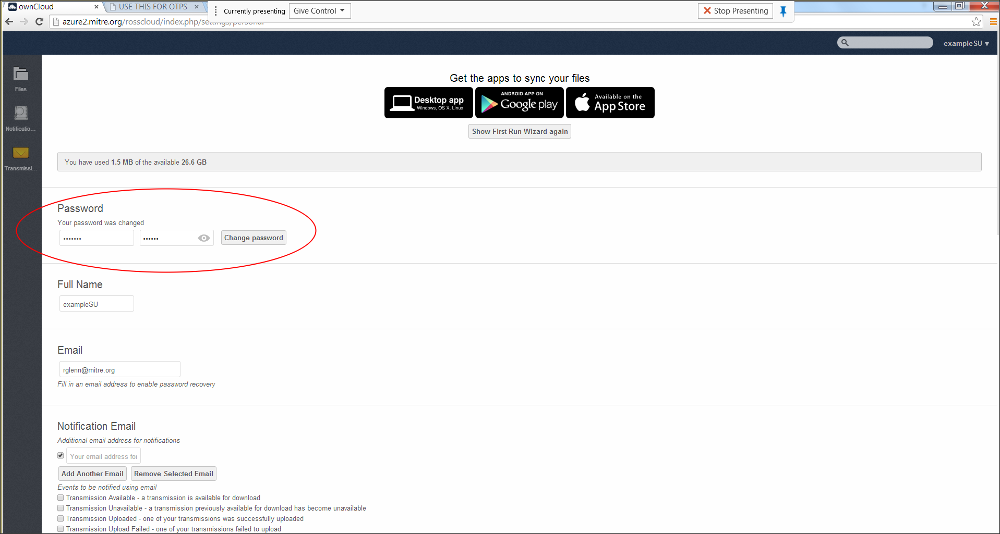 ownCloud × USE THIS FOR OTPS × Currently presenting Give Control Stop Presenting
azure2.mitre.org/rosscloud/index.php/settings/personal
exampleSU ▾
Files
Notificatio...
Transmissi...
Get the apps to sync your files
Desktop app
Windows, OS X, Linux
ANDROID APP ON
Google play
Available on the
App Store
Show First Run Wizard again
You have used 1.5 MB of the available 26.6 GB
Password
Your password was changed
••••••• •••••• Change password
Full Name
exampleSU
Email
rglenn@mitre.org
Fill in an email address to enable password recovery
Notification Email
Additional email address for notifications
Your email address for
Add Another Email Remove Selected Email
Events to be notified using email
Transmission Available - a transmission is available for download
Transmission Unavailable - a transmission previously available for download has become unavailable
Transmission Uploaded - one of your transmissions was successfully uploaded
Transmission Upload Failed - one of your transmissions failed to upload